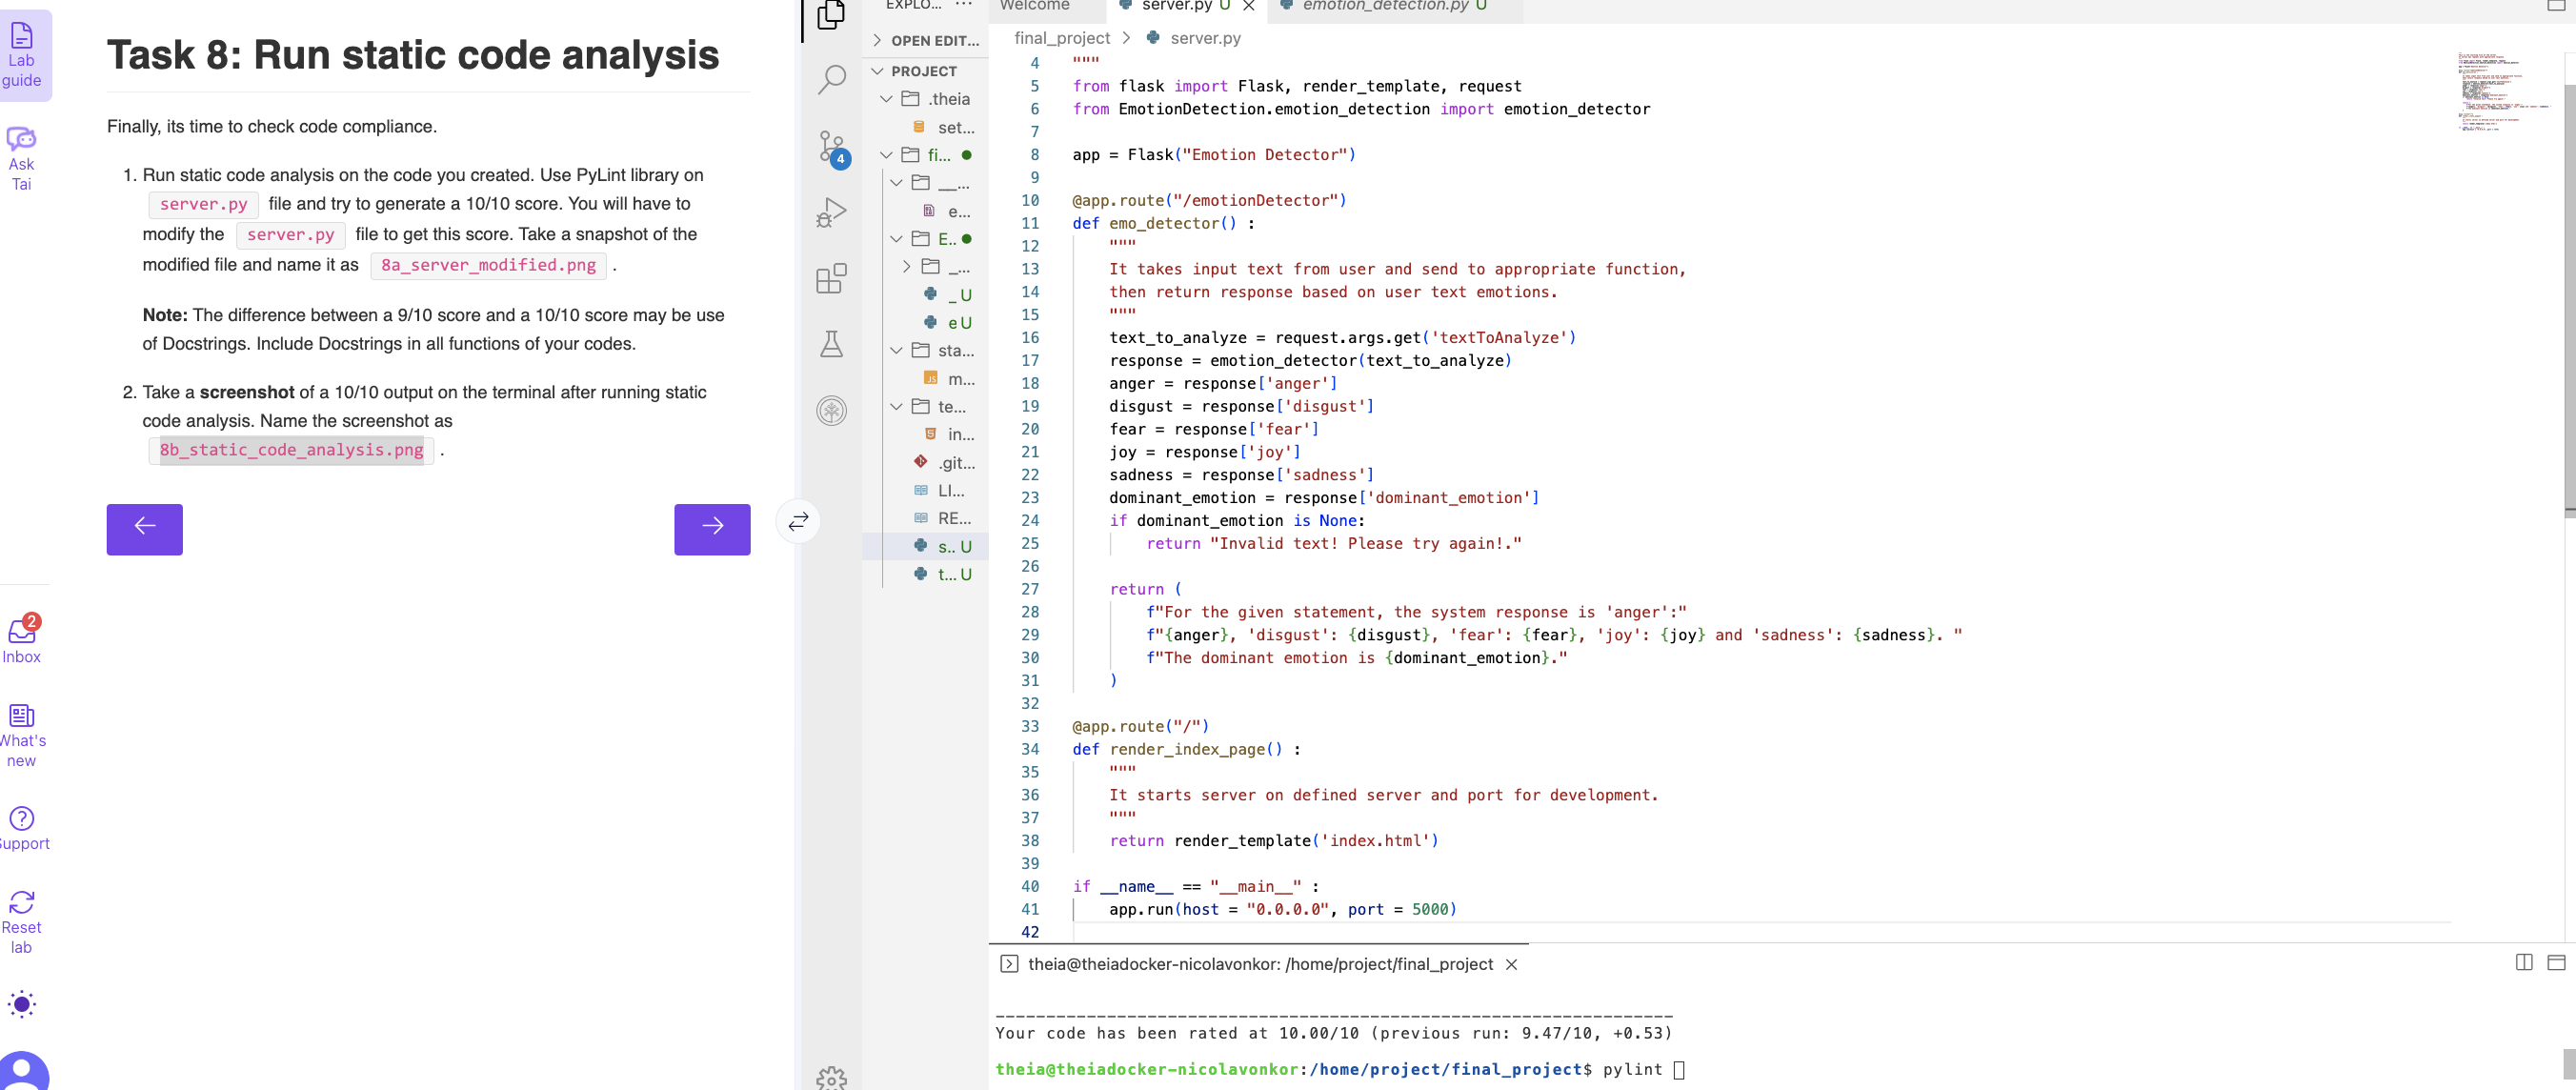 Lab
guide
Ask
Tai
Inbox
2
What's
new
Support
Reset
lab
Task 8: Run static code analysis
Finally, its time to check code compliance.
1. Run static code analysis on the code you created. Use PyLint library on
server.py file and try to generate a 10/10 score. You will have to
modify the server.py file to get this score. Take a snapshot of the
modified file and name it as 8a_server_modified.png .
Note: The difference between a 9/10 score and a 10/10 score may be use
of Docstrings. Include Docstrings in all functions of your codes.
2. Take a screenshot of a 10/10 output on the terminal after running static
code analysis. Name the screenshot as
8b_static_code_analysis.png .
4
EXPLO... ...
OPEN EDIT...
PROJECT
.theia
set...
fi...
__...
e...
E..
_...
_ U
e U
sta...
JS m...
te...
in...
.git...
LI...
RE...
s.. U
t... U
Welcome
server.py U ×
emotion_detection.py U
final_project > server.py
4 """
5 from flask import Flask, render_template, request
6 from EmotionDetection.emotion_detection import emotion_detector
7
8 app = Flask("Emotion Detector")
9
10 @app.route("/emotionDetector")
11 def emo_detector() :
12 """
13 It takes input text from user and send to appropriate function,
14 then return response based on user text emotions.
15 """
16 text_to_analyze = request.args.get('textToAnalyze')
17 response = emotion_detector(text_to_analyze)
18 anger = response['anger']
19 disgust = response['disgust']
20 fear = response['fear']
21 joy = response['joy']
22 sadness = response['sadness']
23 dominant_emotion = response['dominant_emotion']
24 if dominant_emotion is None:
25 return "Invalid text! Please try again!."
26
27 return (
28 f"For the given statement, the system response is 'anger':"
29 f"{anger}, 'disgust': {disgust}, 'fear': {fear}, 'joy': {joy} and 'sadness': {sadness}. "
30 f"The dominant emotion is {dominant_emotion}."
31 )
32
33 @app.route("/")
34 def render_index_page() :
35 """
36 It starts server on defined server and port for development.
37 """
38 return render_template('index.html')
39
40 if __name__ == "__main__" :
41 app.run(host = "0.0.0.0", port = 5000)
42
theia@theiadocker-nicolavonkor: /home/project/final_project ×
--------------------------------------------------------------------
Your code has been rated at 10.00/10 (previous run: 9.47/10, +0.53)
theia@theiadocker-nicolavonkor:/home/project/final_project$ pylint